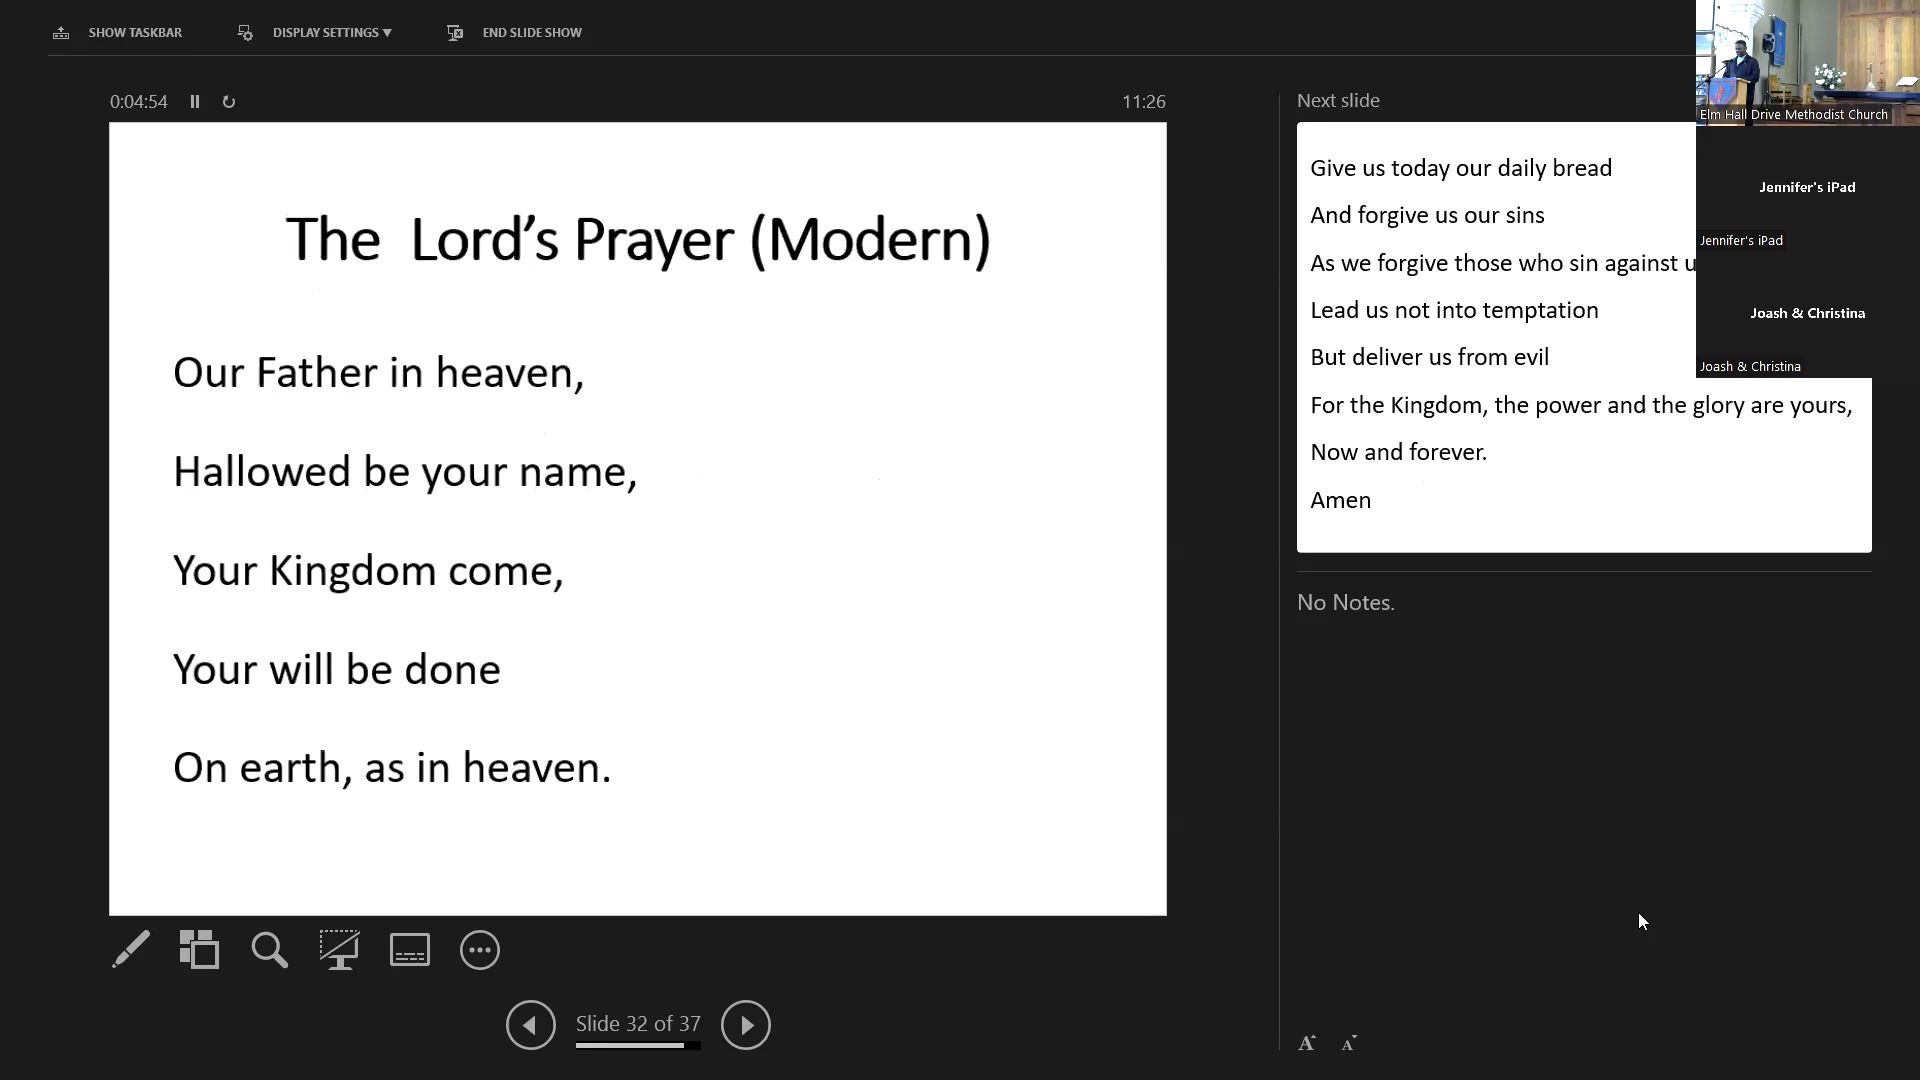 SHOW TASKBAR
DISPLAY SETTINGS ▼
END SLIDE SHOW
0:04:54
11:26
The  Lord’s Prayer (Modern)
Our Father in heaven,
Hallowed be your name,
Your Kingdom come,
Your will be done
On earth, as in heaven.
Slide 32 of 37
Next slide
Give us today our daily bread
And forgive us our sins
As we forgive those who sin against u
Lead us not into temptation
But deliver us from evil
For the Kingdom, the power and the glory are yours,
Now and forever.
Amen
No Notes.
A
A
Elm Hall Drive Methodist Church
Jennifer's iPad
Jennifer's iPad
Joash & Christina
Joash & Christina